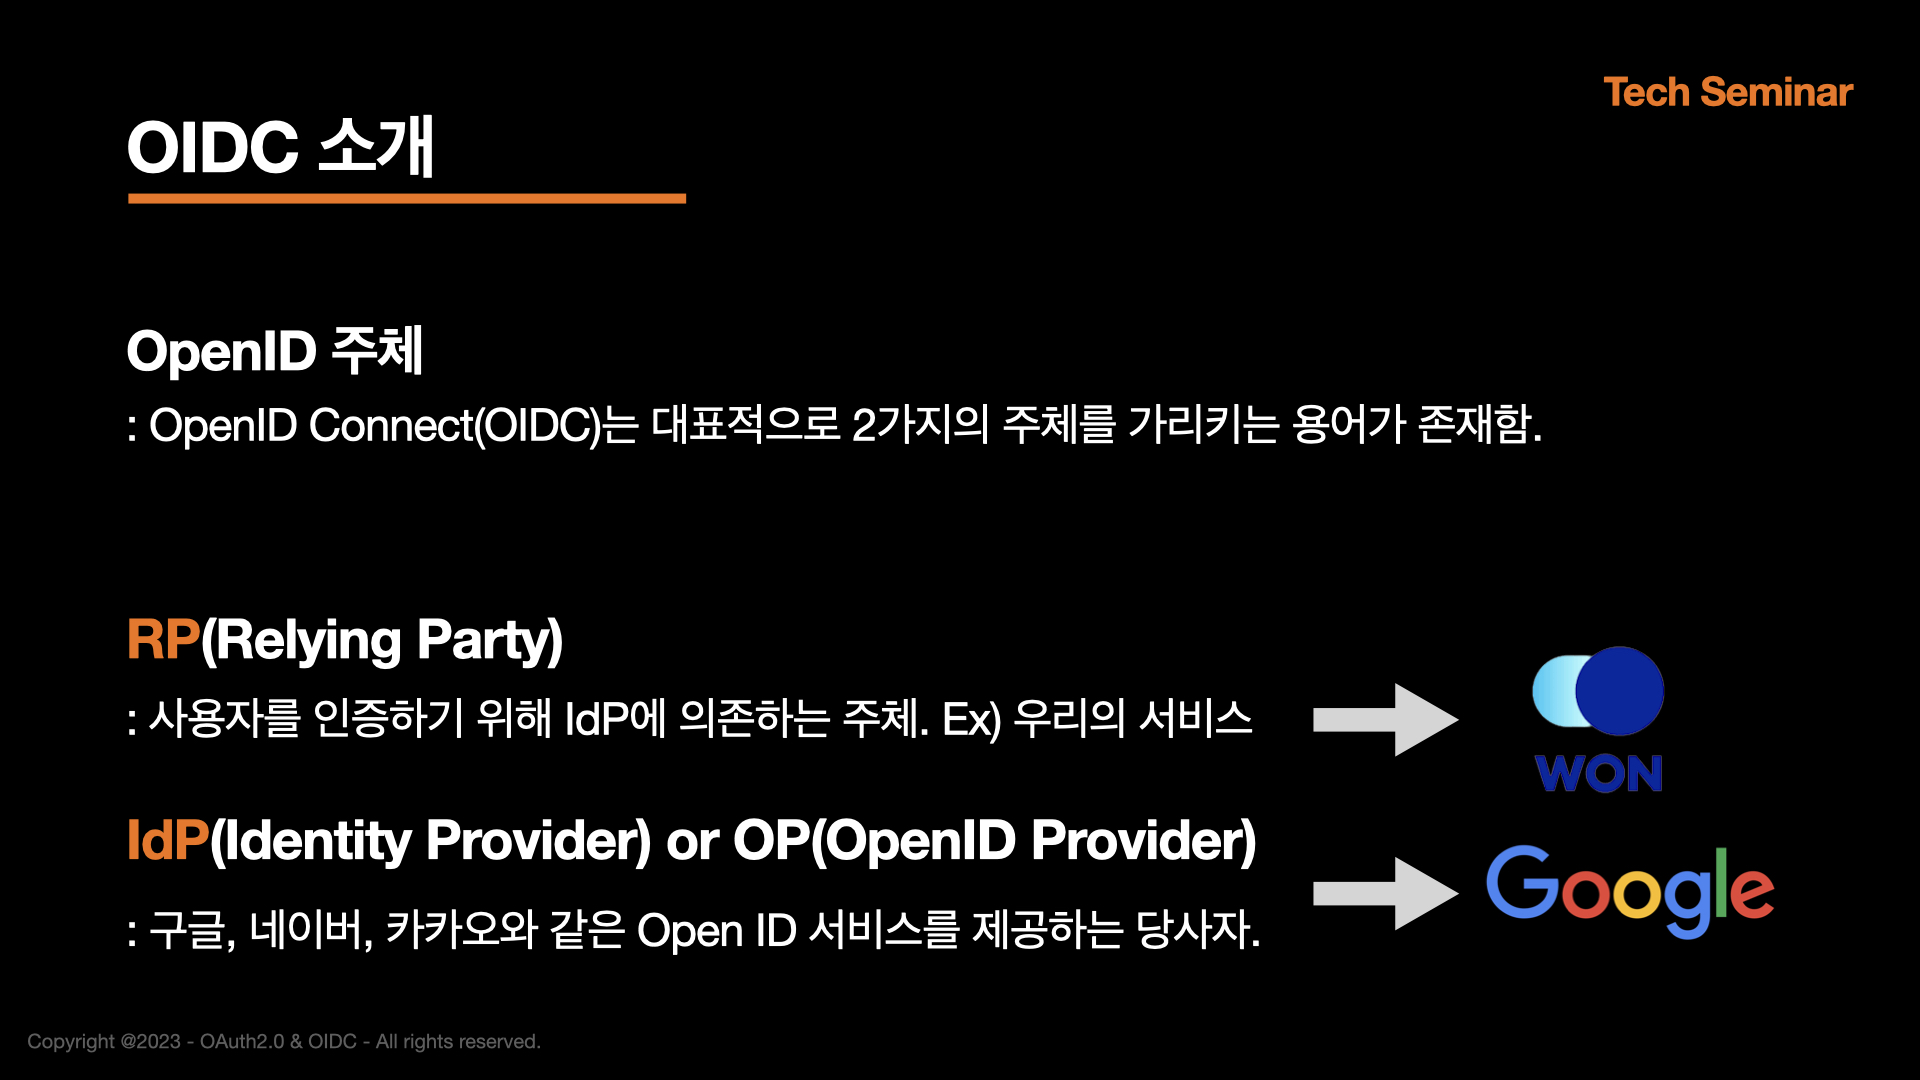 Tech Seminar
OIDC 소개
OpenID 주체
: OpenID Connect(OIDC)는 대표적으로 2가지의 주체를 가리키는 용어가 존재함.
RP(Relying Party)
: 사용자를 인증하기 위해 IdP에 의존하는 주체. Ex) 우리의 서비스
WON
IdP(Identity Provider) or OP(OpenID Provider)
: 구글, 네이버, 카카오와 같은 Open ID 서비스를 제공하는 당사자.
Google
Copyright @2023 - OAuth2.0 & OIDC - All rights reserved.